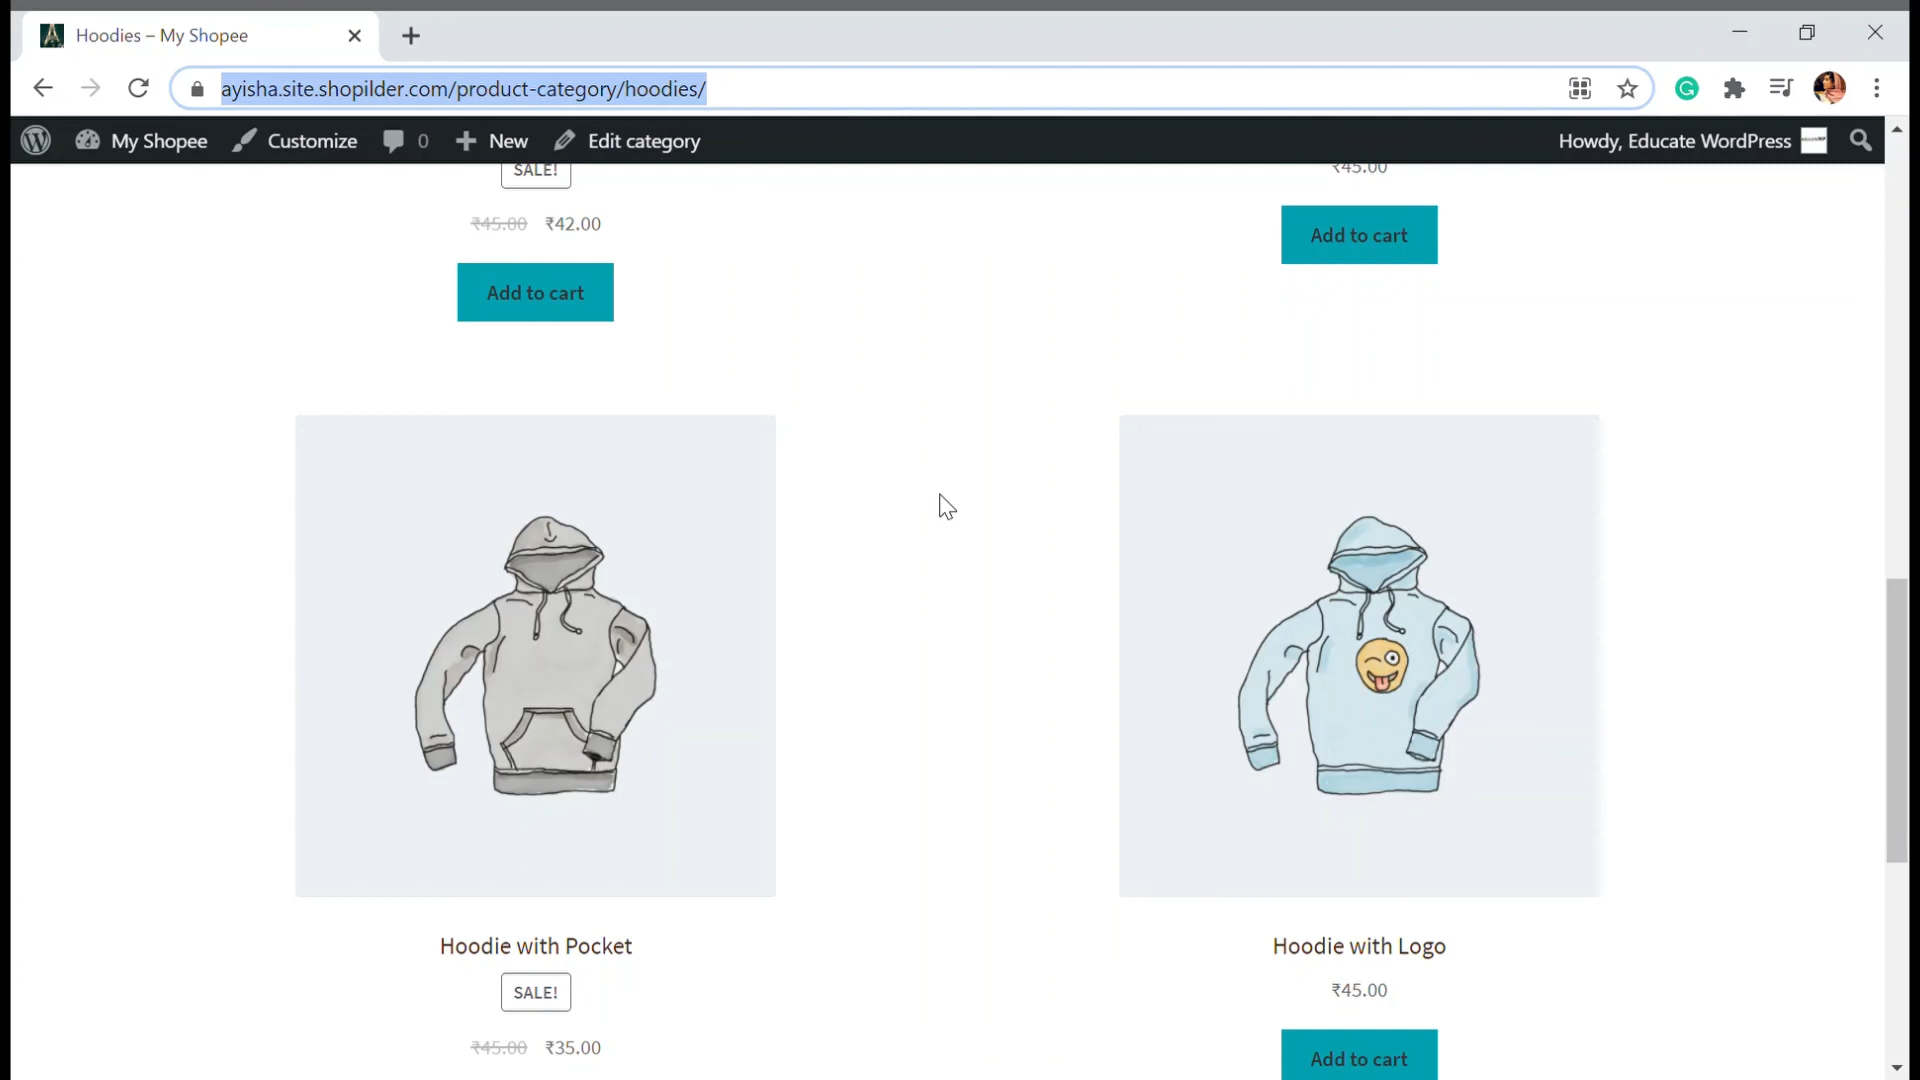 Hoodies – My Shopee
ayisha.site.shopilder.com/product-category/hoodies/
My Shopee Customize 0 New Edit category Howdy, Educate WordPress
SALE! ₹45.00
₹45.00 ₹42.00
Add to cart
Add to cart
Hoodie with Pocket Hoodie with Logo
SALE! ₹45.00
₹45.00 ₹35.00
Add to cart